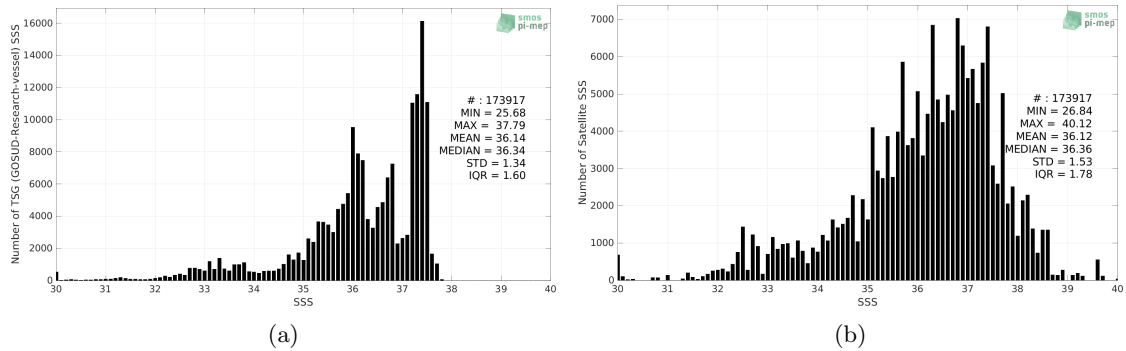 Number of TSG (GOSUD-Research-vessel) SSS
16000
14000
12000
10000
8000
6000
4000
2000
0
30 31 32 33 34 35 36 37 38 39 40
SSS
smos
pi-mep
# : 173917
MIN = 25.68
MAX = 37.79
MEAN = 36.14
MEDIAN = 36.34
STD = 1.34
IQR = 1.60
(a)
Number of Satellite SSS
7000
6000
5000
4000
3000
2000
1000
0
30 31 32 33 34 35 36 37 38 39 40
SSS
smos
pi-mep
# : 173917
MIN = 26.84
MAX = 40.12
MEAN = 36.12
MEDIAN = 36.36
STD = 1.53
IQR = 1.78
(b)